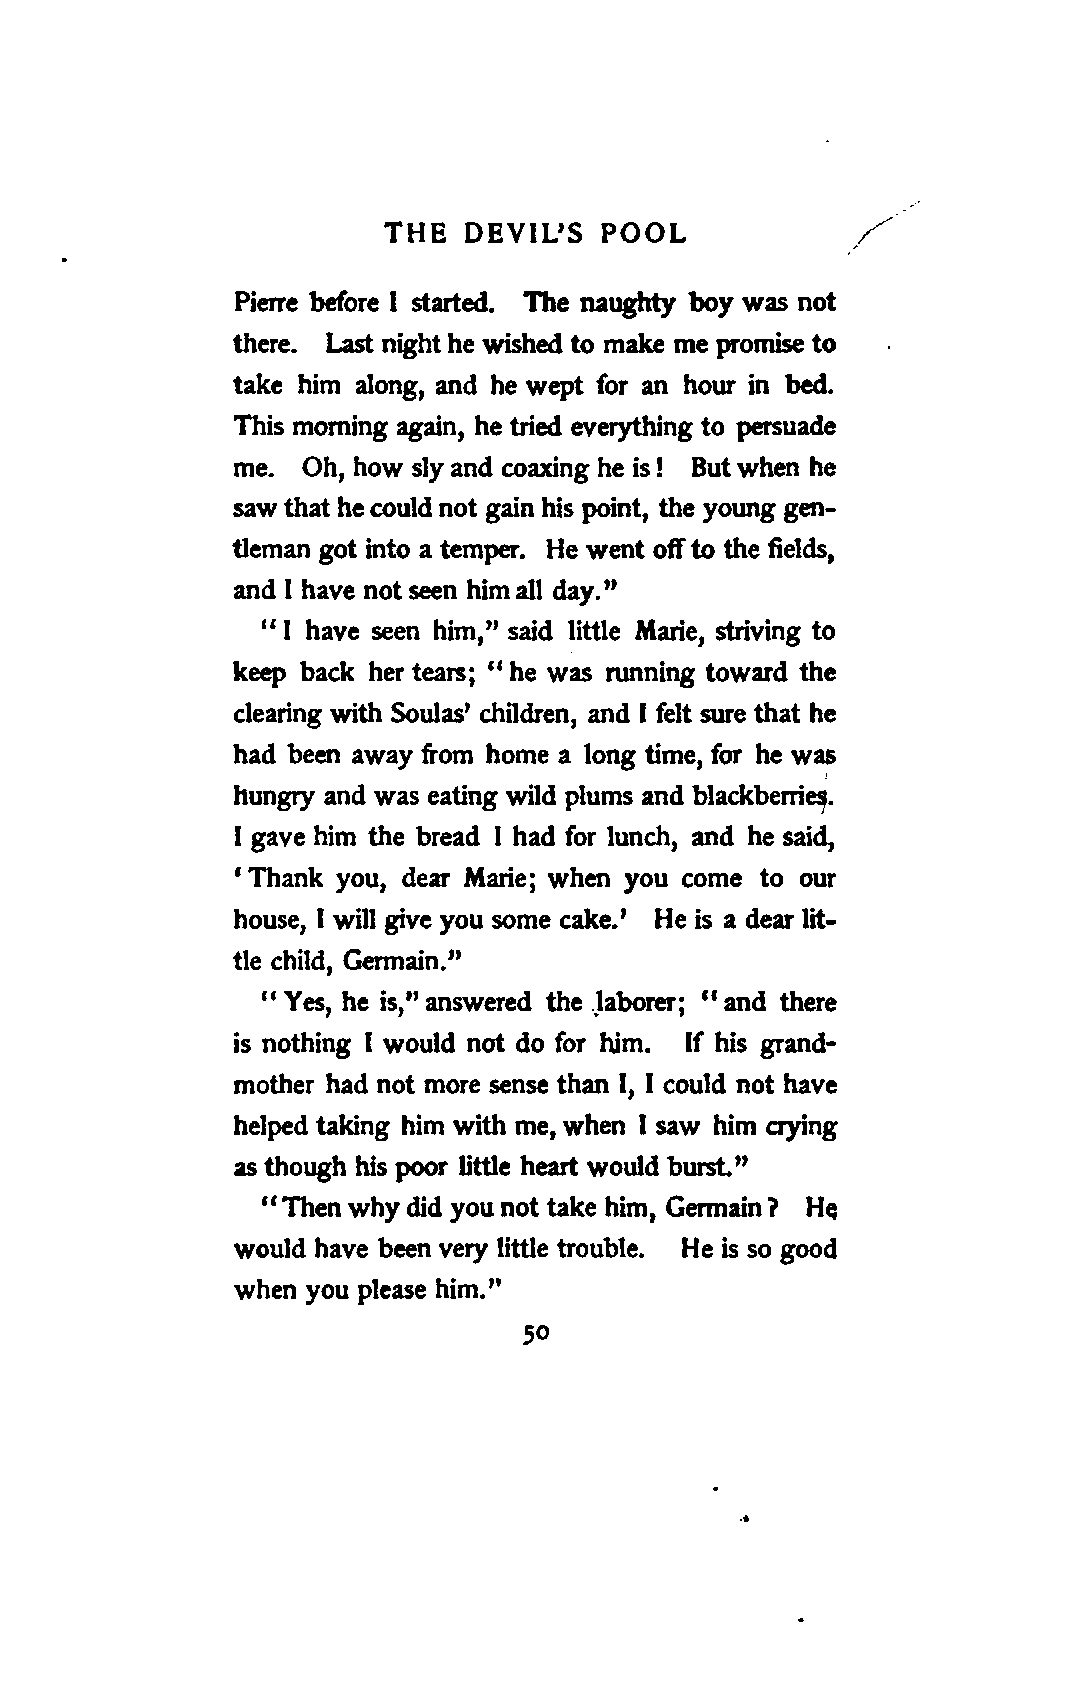 THE DEVIL'S POOL
Pierre before I started. The naughty boy was not
there. Last night he wished to make me promise to
take him along, and he wept for an hour in bed.
This morning again, he tried everything to persuade
me. Oh, how sly and coaxing he is! But when he
saw that he could not gain his point, the young gen-
tleman got into a temper. He went off to the fields,
and I have not seen him all day."
"I have seen him," said little Marie, striving to
keep back her tears; "he was running toward the
clearing with Soulas' children, and I felt sure that he
had been away from home a long time, for he was
hungry and was eating wild plums and blackberries.
I gave him the bread I had for lunch, and he said,
'Thank you, dear Marie; when you come to our
house, I will give you some cake.' He is a dear lit-
tle child, Germain."
"Yes, he is," answered the laborer; "and there
is nothing I would not do for him. If his grand-
mother had not more sense than I, I could not have
helped taking him with me, when I saw him crying
as though his poor little heart would burst."
"Then why did you not take him, Germain? He
would have been very little trouble. He is so good
when you please him."
50